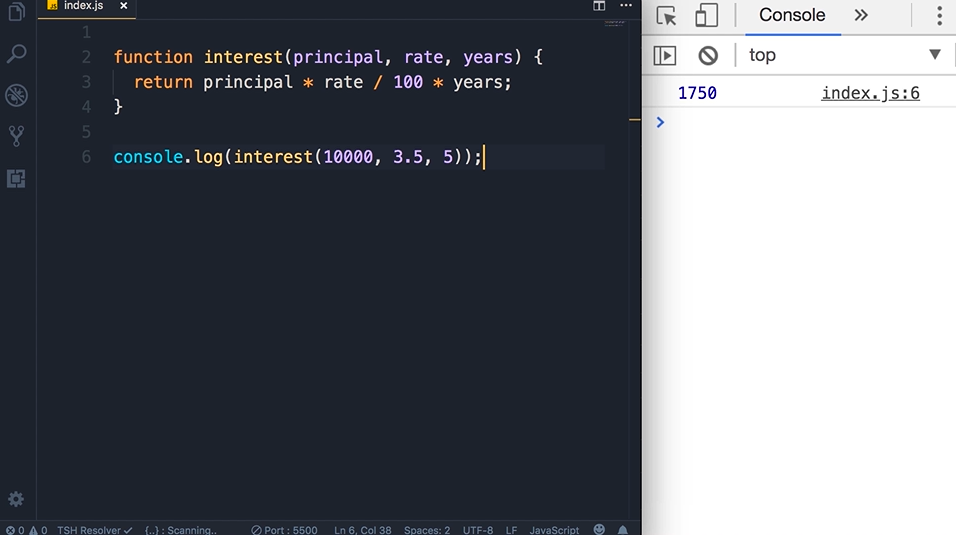 index.js
1
2 function interest(principal, rate, years) {
3 return principal * rate / 100 * years;
4 }
5
6 console.log(interest(10000, 3.5, 5));
0 0 TSH Resolver {..} : Scanning.. Port : 5500 Ln 6, Col 38 Spaces: 2 UTF-8 LF JavaScript
Console
top
1750 index.js:6